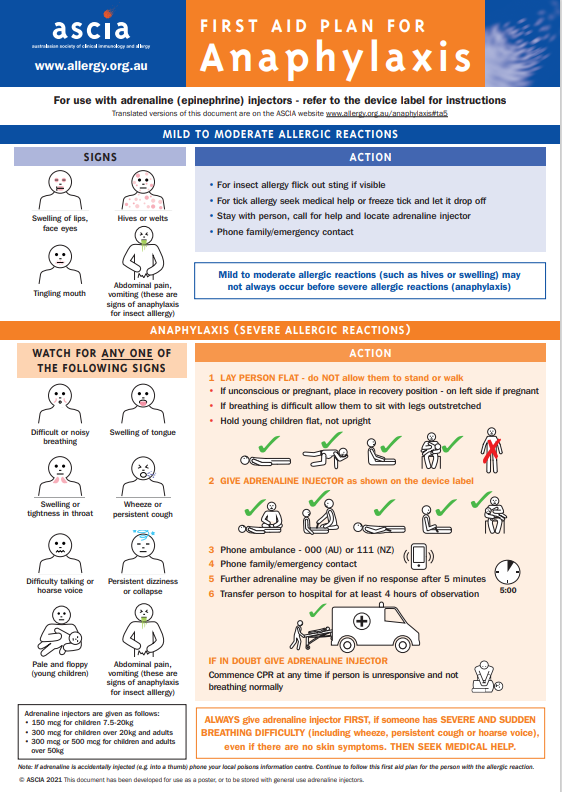 ascia
australasian society of clinical immunology and allergy
www.allergy.org.au
FIRST AID PLAN FOR
Anaphylaxis
For use with adrenaline (epinephrine) injectors - refer to the device label for instructions
Translated versions of this document are on the ASCIA website www.allergy.org.au/anaphylaxis#ta5
MILD TO MODERATE ALLERGIC REACTIONS
SIGNS
Swelling of lips,
face eyes
Hives or welts
Tingling mouth
Abdominal pain,
vomiting (these are
signs of anaphylaxis
for insect allergy)
ACTION
• For insect allergy flick out sting if visible
• For tick allergy seek medical help or freeze tick and let it drop off
• Stay with person, call for help and locate adrenaline injector
• Phone family/emergency contact
Mild to moderate allergic reactions (such as hives or swelling) may
not always occur before severe allergic reactions (anaphylaxis)
ANAPHYLAXIS (SEVERE ALLERGIC REACTIONS)
WATCH FOR ANY ONE OF
THE FOLLOWING SIGNS
Difficult or noisy
breathing
Swelling of tongue
Swelling or
tightness in throat
Wheeze or
persistent cough
Difficulty talking or
hoarse voice
Persistent dizziness
or collapse
Pale and floppy
(young children)
Abdominal pain,
vomiting (these are
signs of anaphylaxis
for insect allergy)
ACTION
1 LAY PERSON FLAT - do NOT allow them to stand or walk
• If unconscious or pregnant, place in recovery position - on left side if pregnant
• If breathing is difficult allow them to sit with legs outstretched
• Hold young children flat, not upright
2 GIVE ADRENALINE INJECTOR as shown on the device label
3 Phone ambulance - 000 (AU) or 111 (NZ)
4 Phone family/emergency contact
5 Further adrenaline may be given if no response after 5 minutes
6 Transfer person to hospital for at least 4 hours of observation
5:00
IF IN DOUBT GIVE ADRENALINE INJECTOR
Commence CPR at any time if person is unresponsive and not
breathing normally
Adrenaline injectors are given as follows:
• 150 mcg for children 7.5-20kg
• 300 mcg for children over 20kg and adults
• 300 mcg or 500 mcg for children and adults
over 50kg
ALWAYS give adrenaline injector FIRST, if someone has SEVERE AND SUDDEN
BREATHING DIFFICULTY (including wheeze, persistent cough or hoarse voice),
even if there are no skin symptoms. THEN SEEK MEDICAL HELP.
Note: If adrenaline is accidentally injected (e.g. into a thumb) phone your local poisons information centre. Continue to follow this first aid plan for the person with the allergic reaction.
© ASCIA 2021 This document has been developed for use as a poster, or to be stored with general use adrenaline injectors.